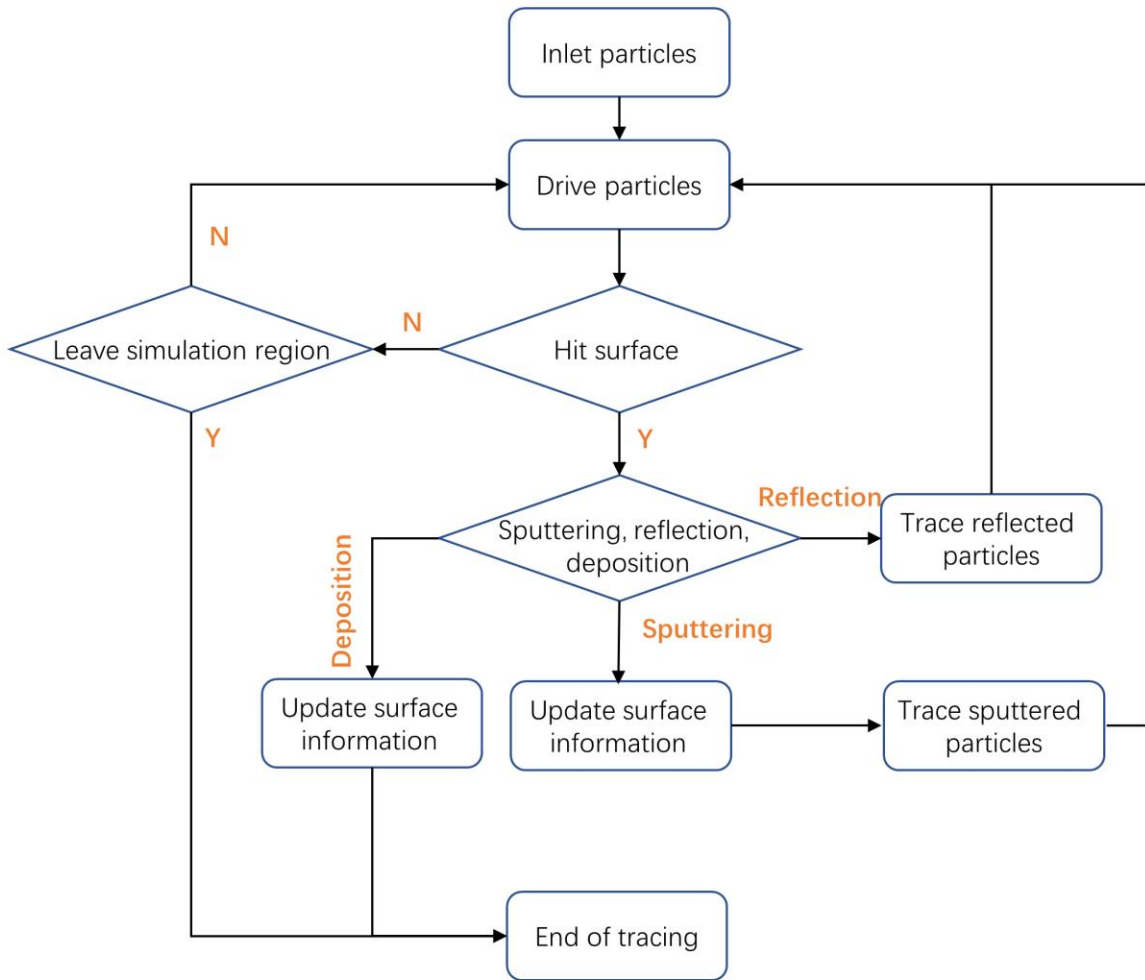 Inlet particles
Drive particles
N
N
Leave simulation region
Hit surface
Y
Y
Reflection
Sputtering, reflection,
deposition
Trace reflected
particles
Deposition
Sputtering
Update surface
information
Update surface
information
Trace sputtered
particles
End of tracing